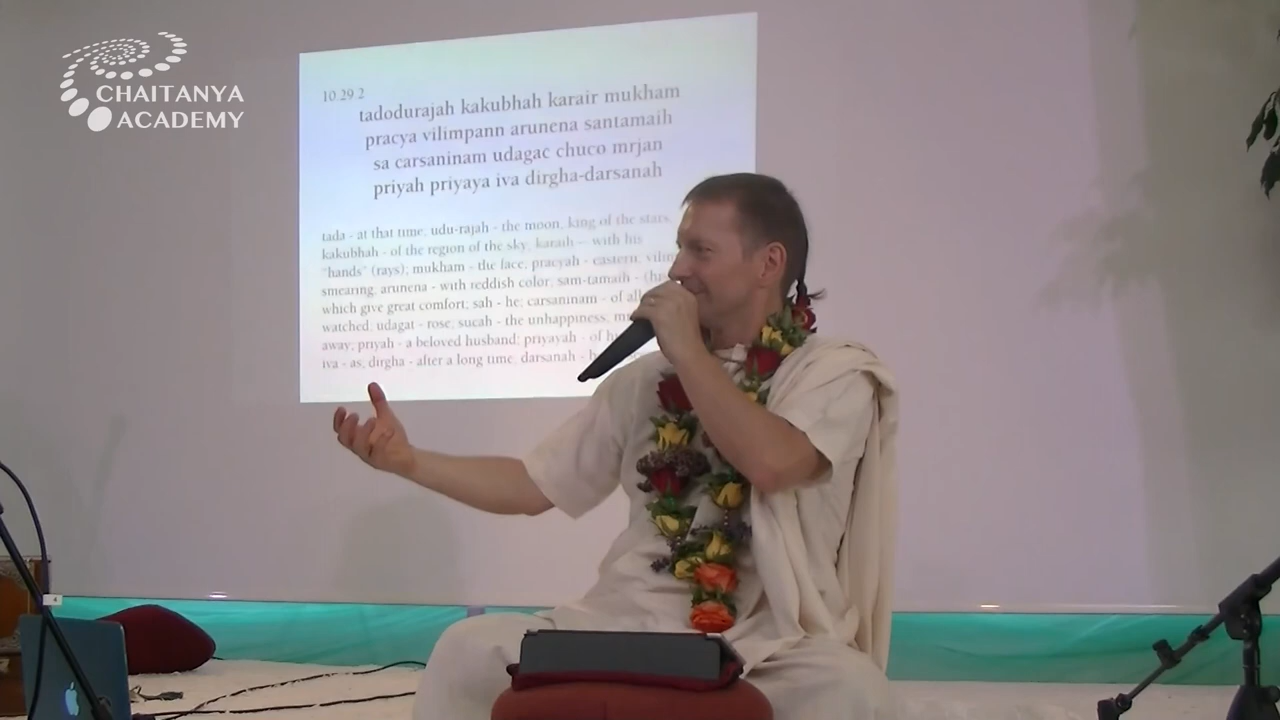 CHAITANYA
ACADEMY
10.29.2
tadodurajah kakubhah karair mukham
pracya vilimpann arunena santamaih
sa carsaninam udagac chuco mrjan
priyah priyaya iva dirgha-darsanah
tada - at that time; udu-rajah - the moon, king of the stars;
kakubhah - of the region of the sky; karaih – with his
"hands" (rays); mukham - the face; pracyah - eastern;
smearing; arunena - with reddish color; sam-tamaih -
which give great comfort; sah - he; carsaninam - of all
watched; udagat - rose; sucah - the unhappiness;
away; priyah - a beloved husband; priyayah - of
iva - as; dirgha - after a long time; darsanah -
4